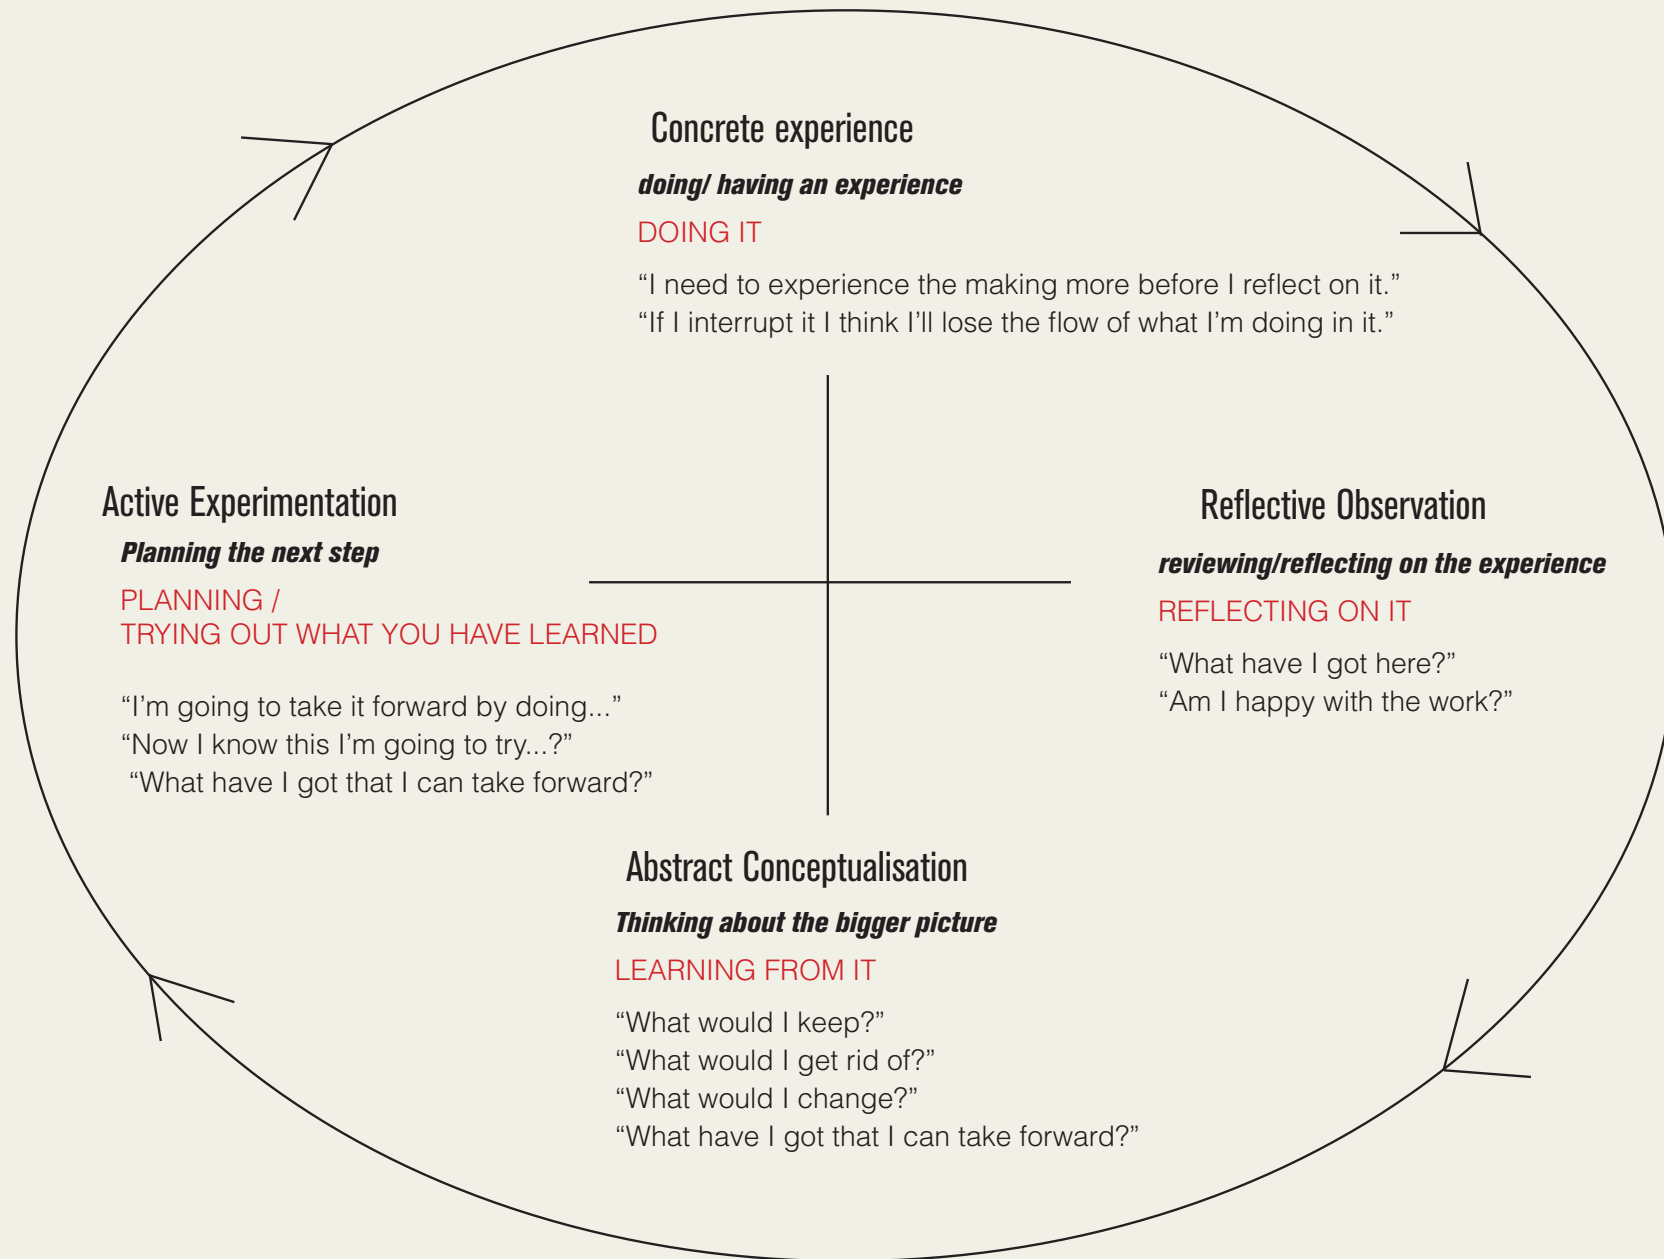 Concrete experience
doing/ having an experience
DOING IT
“I need to experience the making more before I reflect on it.”
“If I interrupt it I think I’ll lose the flow of what I’m doing in it.”
Reflective Observation
reviewing/reflecting on the experience
REFLECTING ON IT
“What have I got here?”
“Am I happy with the work?”
Abstract Conceptualisation
Thinking about the bigger picture
LEARNING FROM IT
“What would I keep?”
“What would I get rid of?”
“What would I change?”
“What have I got that I can take forward?”
Active Experimentation
Planning the next step
PLANNING /
TRYING OUT WHAT YOU HAVE LEARNED
“I’m going to take it forward by doing...”
“Now I know this I’m going to try...?”
“What have I got that I can take forward?”